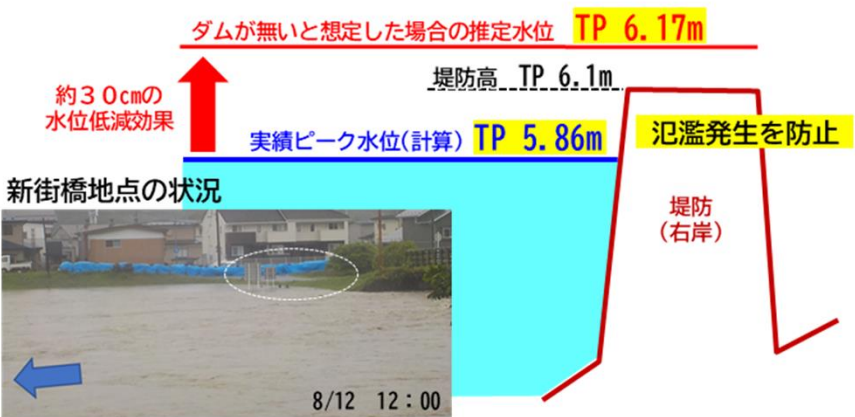 ダムが無いと想定した場合の推定水位 TP 6.17m
堤防高 TP 6.1m
約30㎝の
水位低減効果
実績ピーク水位(計算) TP 5.86m
氾濫発生を防止
新街橋地点の状況
堤防
(右岸)
8/12 12:00